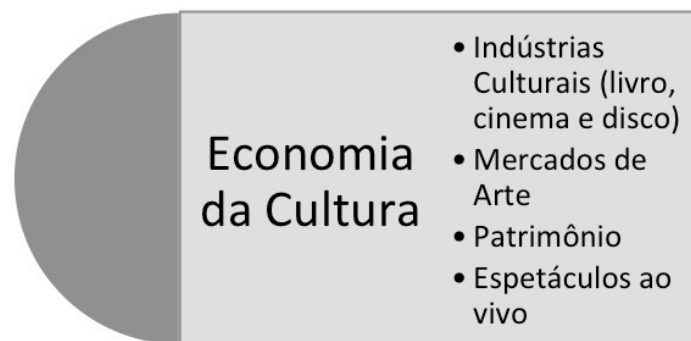 Economia
da Cultura
• Indústrias
Culturais (livro,
cinema e disco)
• Mercados de
Arte
• Patrimônio
• Espetáculos ao
vivo